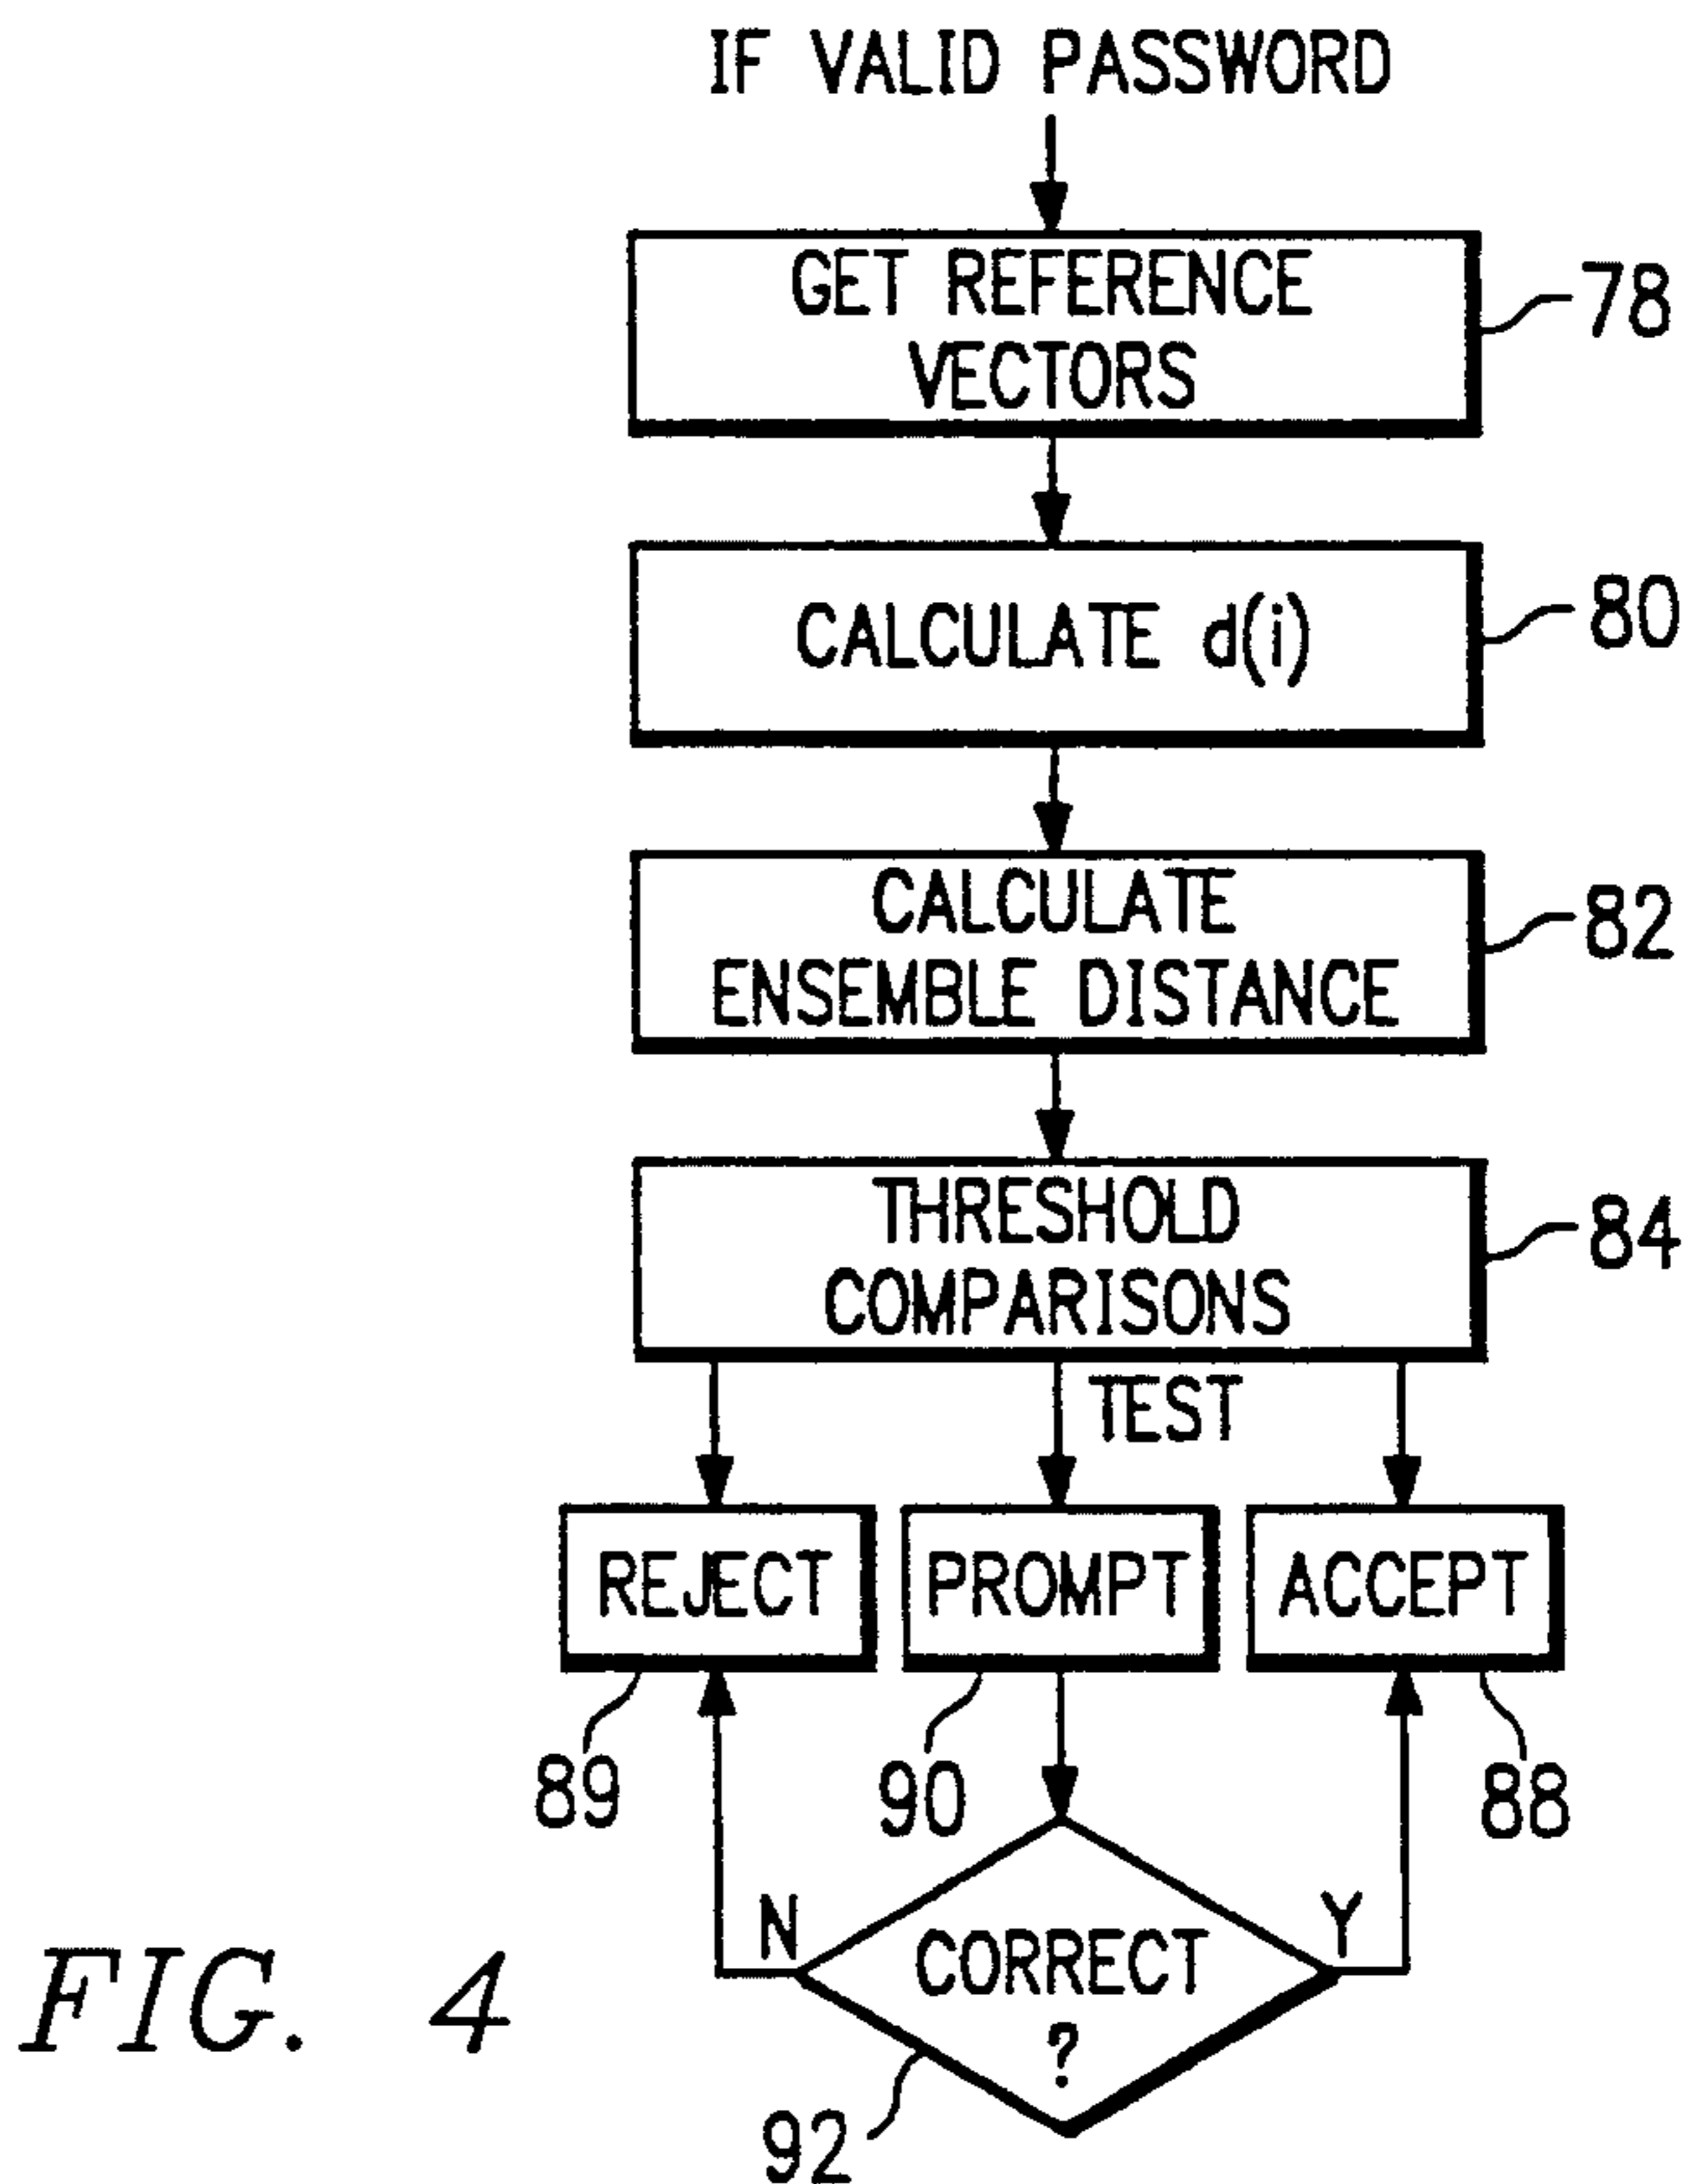 IF VALID PASSWORD
GET REFERENCE
VECTORS
78
CALCULATE d(i)
80
CALCULATE
ENSEMBLE DISTANCE
82
THRESHOLD
COMPARISONS
84
TEST
REJECT
PROMPT
ACCEPT
89
90
88
N
Y
CORRECT
?
92
FIG. 4